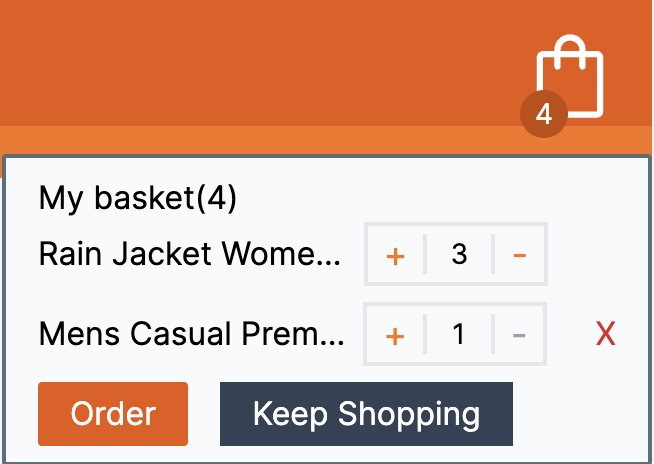 4
My basket(4)
Rain Jacket Wome... + 3 -
Mens Casual Prem... + 1 - X
Order Keep Shopping